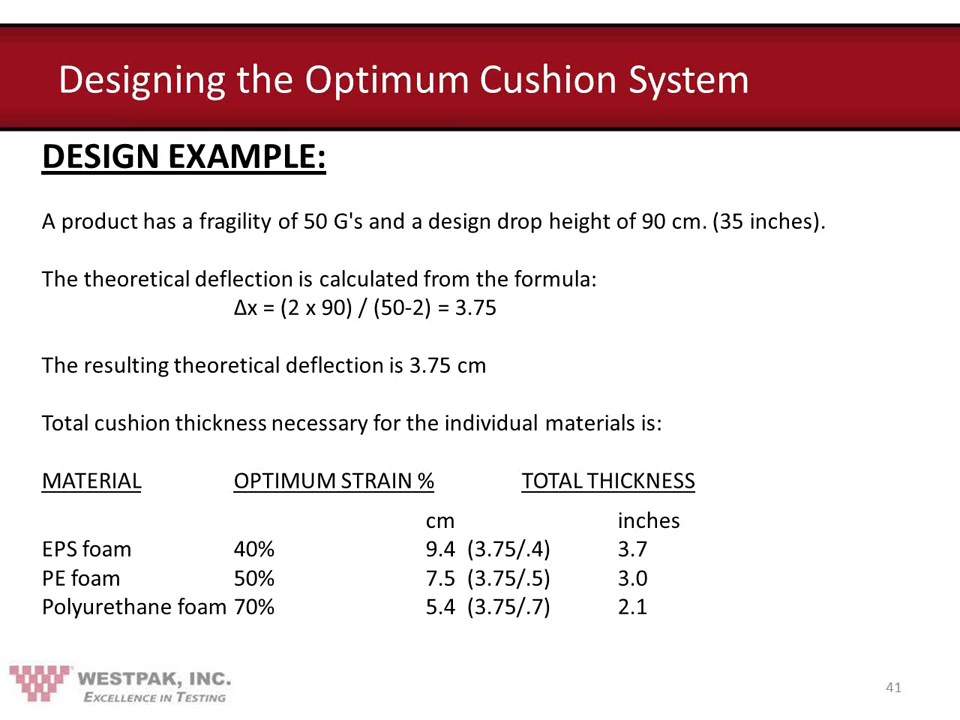 Designing the Optimum Cushion System
DESIGN EXAMPLE:
A product has a fragility of 50 G's and a design drop height of 90 cm. (35 inches).
The theoretical deflection is calculated from the formula:
Δx = (2 x 90) / (50-2) = 3.75
The resulting theoretical deflection is 3.75 cm
Total cushion thickness necessary for the individual materials is:
MATERIAL OPTIMUM STRAIN % TOTAL THICKNESS
cm inches
EPS foam 40% 9.4 (3.75/.4) 3.7
PE foam 50% 7.5 (3.75/.5) 3.0
Polyurethane foam 70% 5.4 (3.75/.7) 2.1
WESTPAK, INC.
EXCELLENCE IN TESTING
41